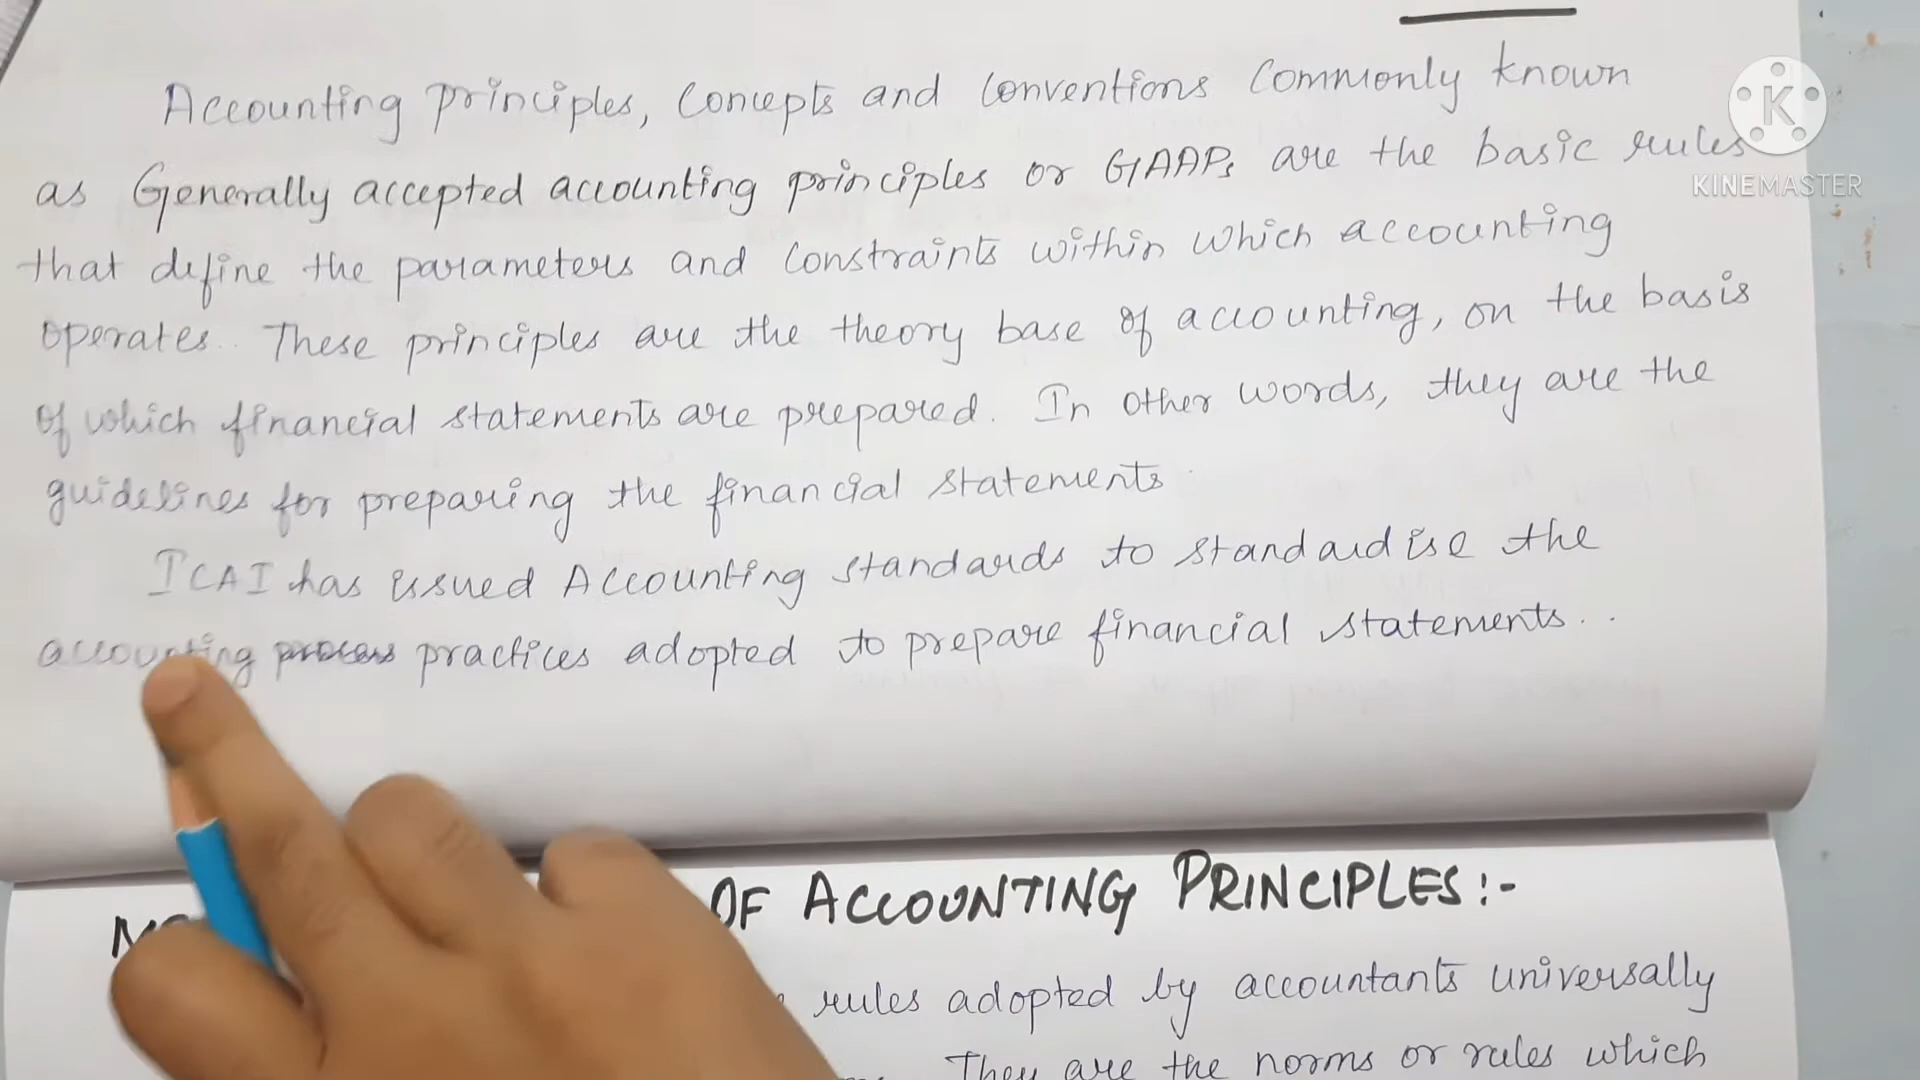 Accounting principles, Concepts and Conventions Commonly known
as Generally accepted accounting principles or GAAPs are the basic rules
that define the parameters and constraints within which accounting
operates.. These principles are the theory base of accounting, on the basis
of which financial statements are prepared. In other words, they are the
guidelines for preparing the financial statements
ICAI has issued Accounting standards to standardise the
accounting process practices adopted to prepare financial statements..
OF ACCOUNTING PRINCIPLES:-
rules adopted by accountants universally
They are the norms or rules which
K
KINEMASTER